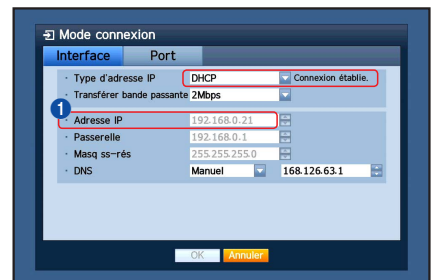 Mode connexion
Interface Port
· Type d'adresse IP DHCP Connexion établie.
· Transférer bande passante 2Mbps
1
· Adresse IP 192.168.0.21
· Passerelle 192.168.0.1
· Masq ss-rés 255.255.255.0
· DNS Manuel 168.126.63.1
OK Annuler